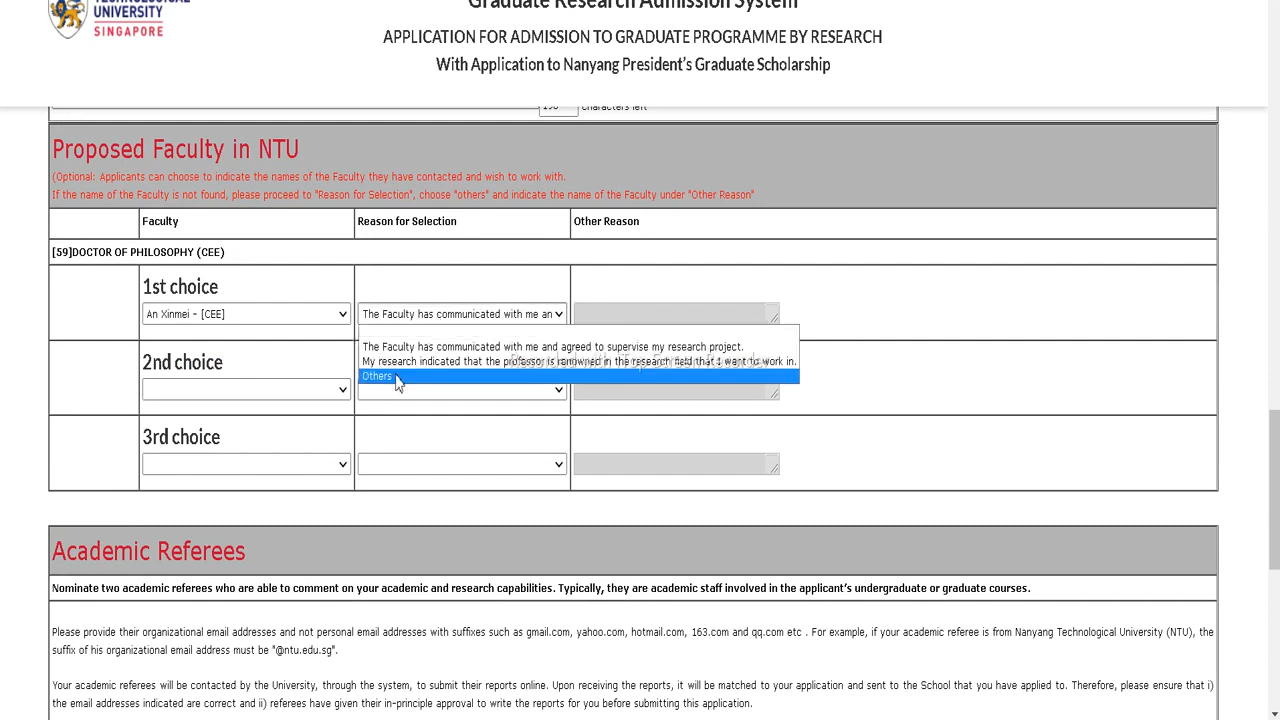 TECHNOLOGICAL
UNIVERSITY
SINGAPORE
Graduate Research Admission System
APPLICATION FOR ADMISSION TO GRADUATE PROGRAMME BY RESEARCH
With Application to Nanyang President's Graduate Scholarship
characters left
Proposed Faculty in NTU
(Optional: Applicants can choose to indicate the names of the Faculty they have contacted and wish to work with.
If the name of the Faculty is not found, please proceed to "Reason for Selection", choose "others" and indicate the name of the Faculty under "Other Reason"
Faculty Reason for Selection Other Reason
[59]DOCTOR OF PHILOSOPHY (CEE)
1st choice
An Xinmei - [CEE] The Faculty has communicated with me an
The Faculty has communicated with me and agreed to supervise my research project.
My research indicated that the professor is renowned in the research field that I want to work in.
Recorded with iTop Screen Recorder
2nd choice
Others
3rd choice
Academic Referees
Nominate two academic referees who are able to comment on your academic and research capabilities. Typically, they are academic staff involved in the applicant's undergraduate or graduate courses.
Please provide their organizational email addresses and not personal email addresses with suffixes such as gmail.com, yahoo.com, hotmail.com, 163.com and qq.com etc . For example, if your academic referee is from Nanyang Technological University (NTU), the
suffix of his organizational email address must be "@ntu.edu.sg".
Your academic referees will be contacted by the University, through the system, to submit their reports online. Upon receiving the reports, it will be matched to your application and sent to the School that you have applied to. Therefore, please ensure that i)
the email addresses indicated are correct and ii) referees have given their in-principle approval to write the reports for you before submitting this application.